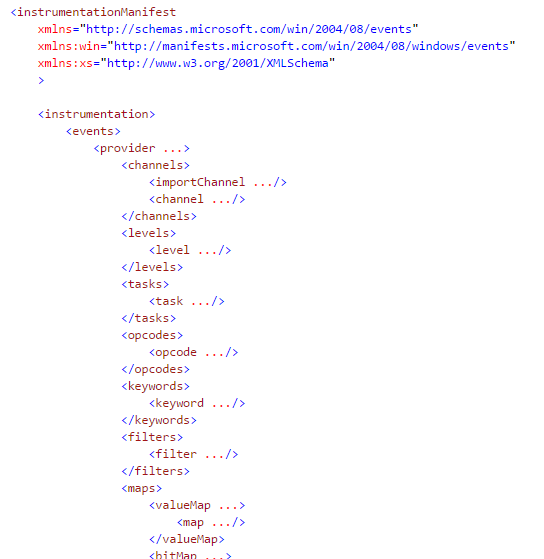 <instrumentationManifest
    xmlns="http://schemas.microsoft.com/win/2004/08/events"
    xmlns:win="http://manifests.microsoft.com/win/2004/08/windows/events"
    xmlns:xs="http://www.w3.org/2001/XMLSchema"
    >

    <instrumentation>
        <events>
            <provider ...>
                <channels>
                    <importChannel .../>
                    <channel .../>
                </channels>
                <levels>
                    <level .../>
                </levels>
                <tasks>
                    <task .../>
                </tasks>
                <opcodes>
                    <opcode .../>
                </opcodes>
                <keywords>
                    <keyword .../>
                </keywords>
                <filters>
                    <filter .../>
                </filters>
                <maps>
                    <valueMap ...>
                        <map .../>
                    </valueMap>
                    <bitMap ...>